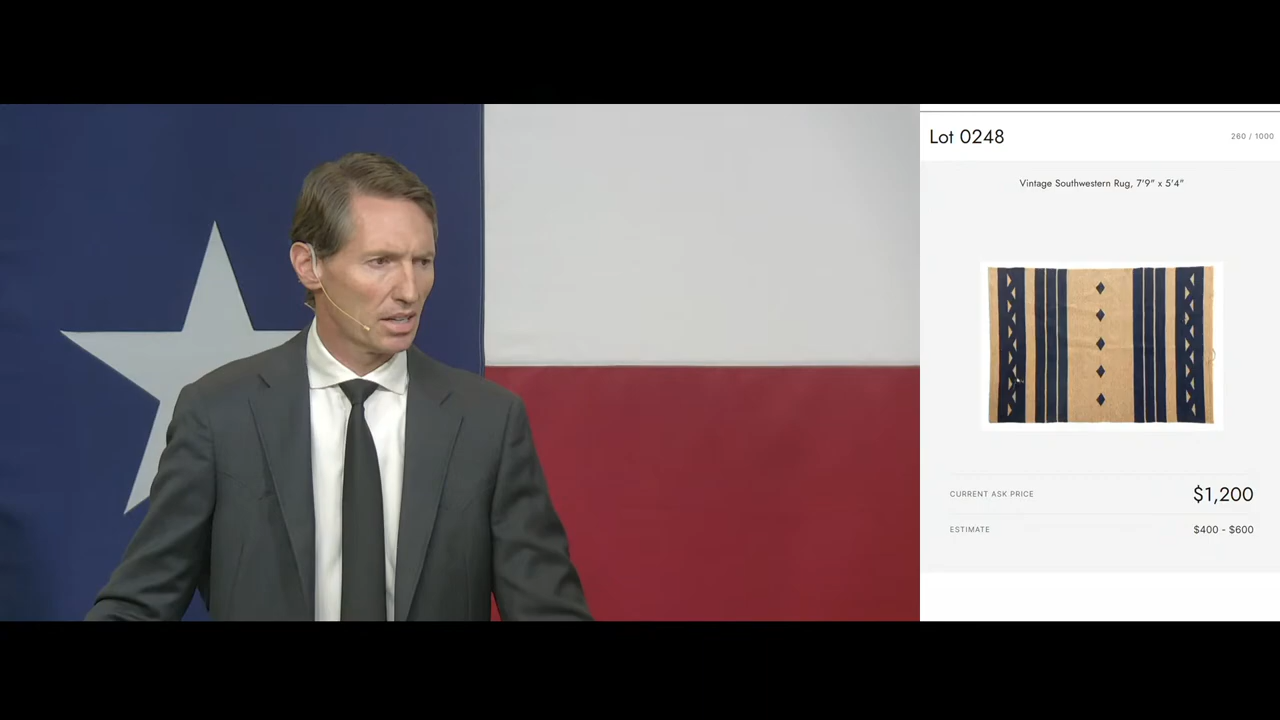 Lot 0248
260 / 1000
Vintage Southwestern Rug, 7'9" x 5'4"
CURRENT ASK PRICE
$1,200
ESTIMATE
$400 - $600